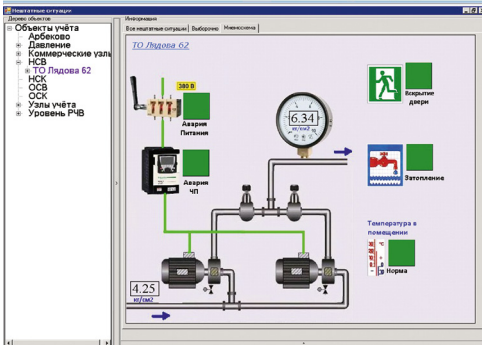 Нештатные ситуации
Дерево объектов
Объекты учёта
Арбеково
Давление
Коммерческие узлы
НСВ
ТО Лядова 62
НСК
ОСВ
ОСК
Узлы учёта
Уровень РЧВ
Информация
Все нештатные ситуации
Выборочно
Мнемосхема
ТО Лядова 62
380 В
Авария
Питания
Авария
ЧП
6.34
кг/см2
Вскрытие
двери
Затопление
Температура в
помещении
Норма
4.25
кг/см2